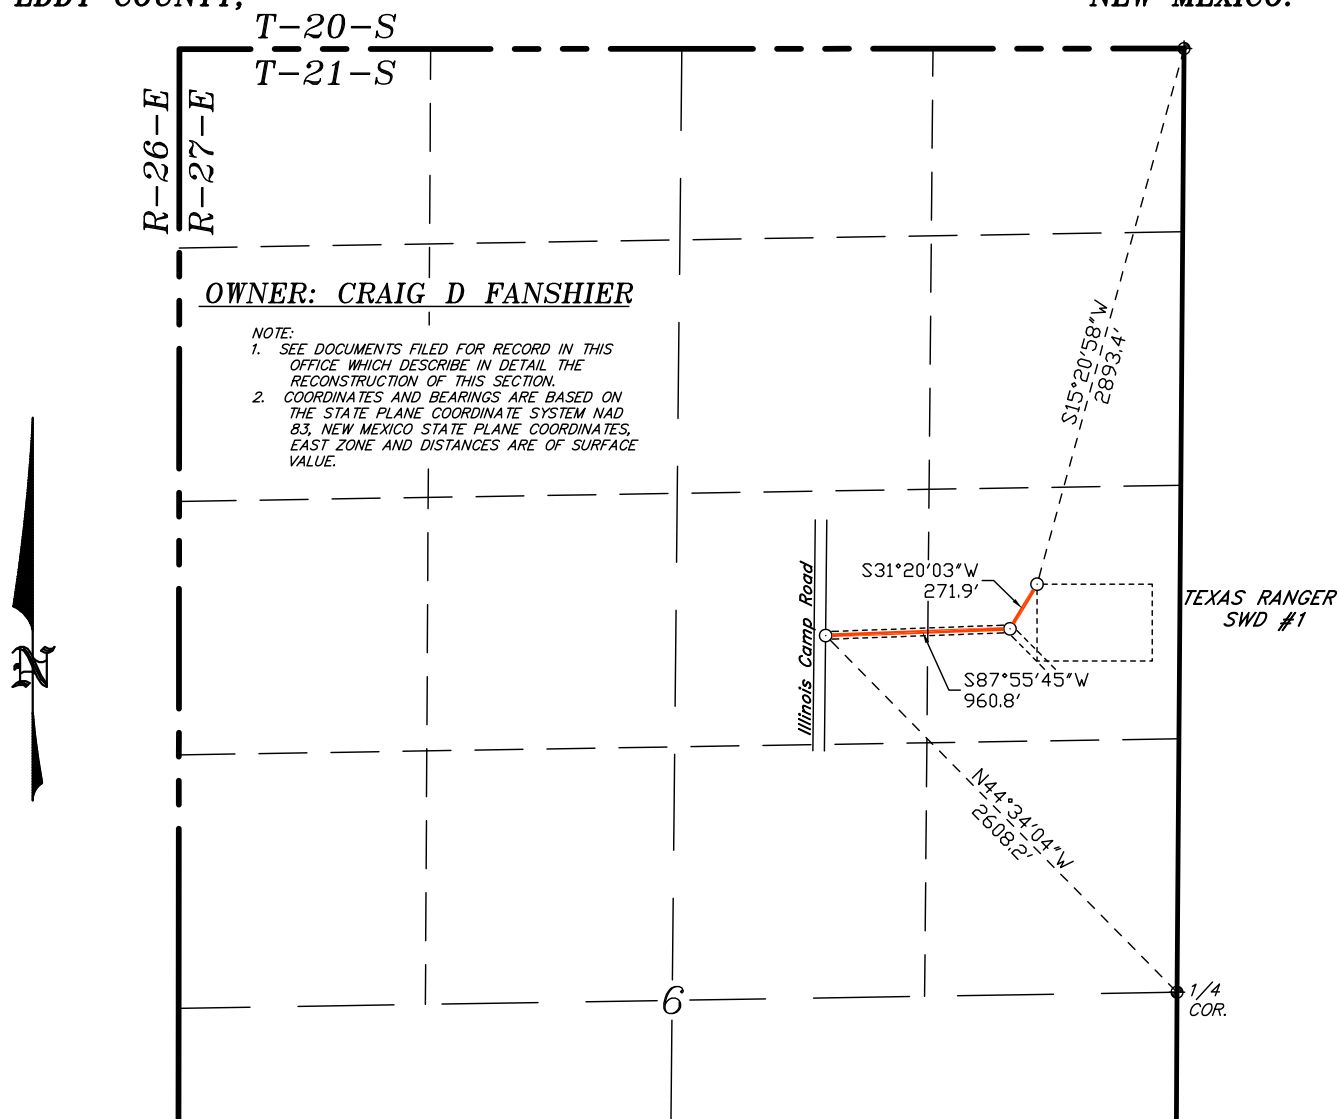 EDDY COUNTY,
NEW MEXICO.
T-20-S
T-21-S
R-26-E
R-27-E
OWNER: CRAIG D FANSHIER
NOTE:
1. SEE DOCUMENTS FILED FOR RECORD IN THIS
OFFICE WHICH DESCRIBE IN DETAIL THE
RECONSTRUCTION OF THIS SECTION.
2. COORDINATES AND BEARINGS ARE BASED ON
THE STATE PLANE COORDINATE SYSTEM NAD
83, NEW MEXICO STATE PLANE COORDINATES,
EAST ZONE AND DISTANCES ARE OF SURFACE
VALUE.
S15°20'58"W
2893.4'
Illinois Camp Road
S31°20'03"W
271.9'
TEXAS RANGER
SWD #1
N
S87°55'45"W
960.8'
N44°34'04"W
2608.2'
6
1/4
COR.